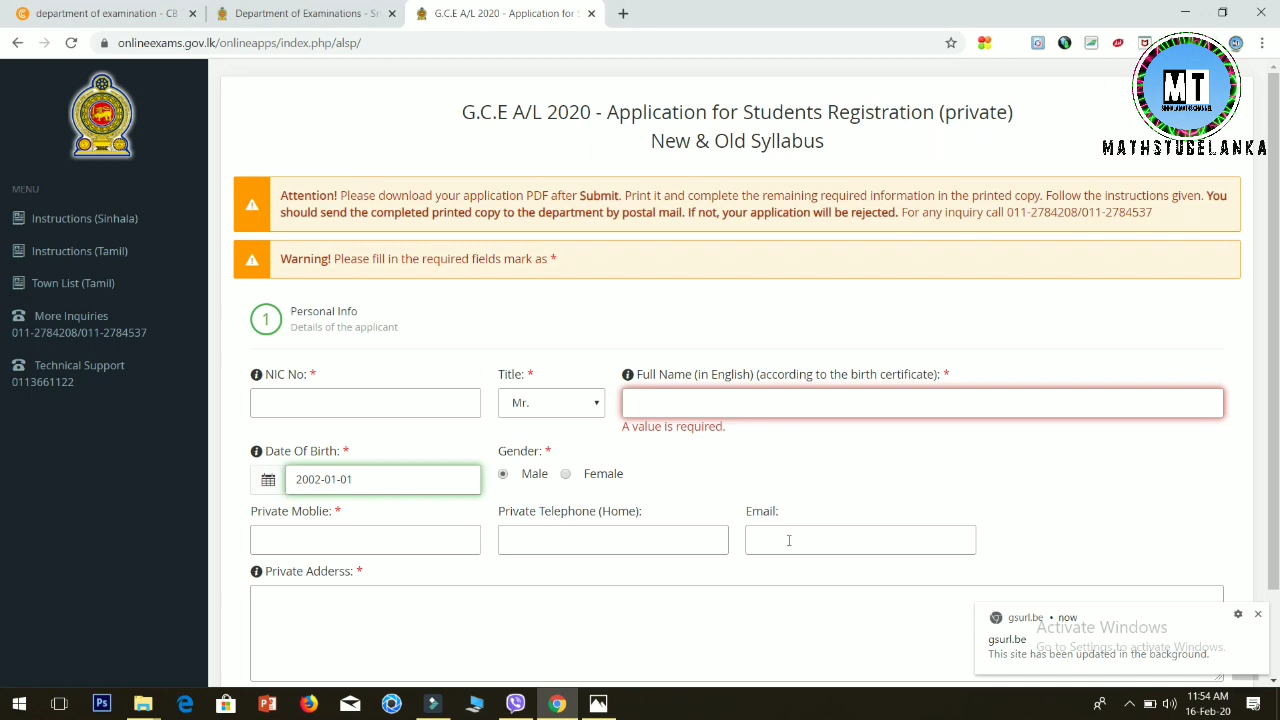 department of examination - CB
Department of Examinations - Sr
G.C.E A/L 2020 - Application for S
onlineexams.gov.lk/onlineapps/index.php/alsp/
MT
MATHSTUBELANKA
MENU
Instructions (Sinhala)
Instructions (Tamil)
Town List (Tamil)
More Inquiries
011-2784208/011-2784537
Technical Support
0113661122
G.C.E A/L 2020 - Application for Students Registration (private)
New & Old Syllabus
Attention! Please download your application PDF after Submit. Print it and complete the remaining required information in the printed copy. Follow the instructions given. You
should send the completed printed copy to the department by postal mail. If not, your application will be rejected. For any inquiry call 011-2784208/011-2784537
Warning! Please fill in the required fields mark as *
1
Personal Info
Details of the applicant
NIC No: *
Title: *
Full Name (in English) (according to the birth certificate): *
Mr.
A value is required.
Date Of Birth: *
Gender: *
2002-01-01
Male
Female
Private Moblie: *
Private Telephone (Home):
Email:
Private Adderss: *
gsurl.be • now
gsurl.be
This site has been updated in the background.
Activate Windows
Go to Settings to activate Windows.
Ps
11:54 AM
16-Feb-20